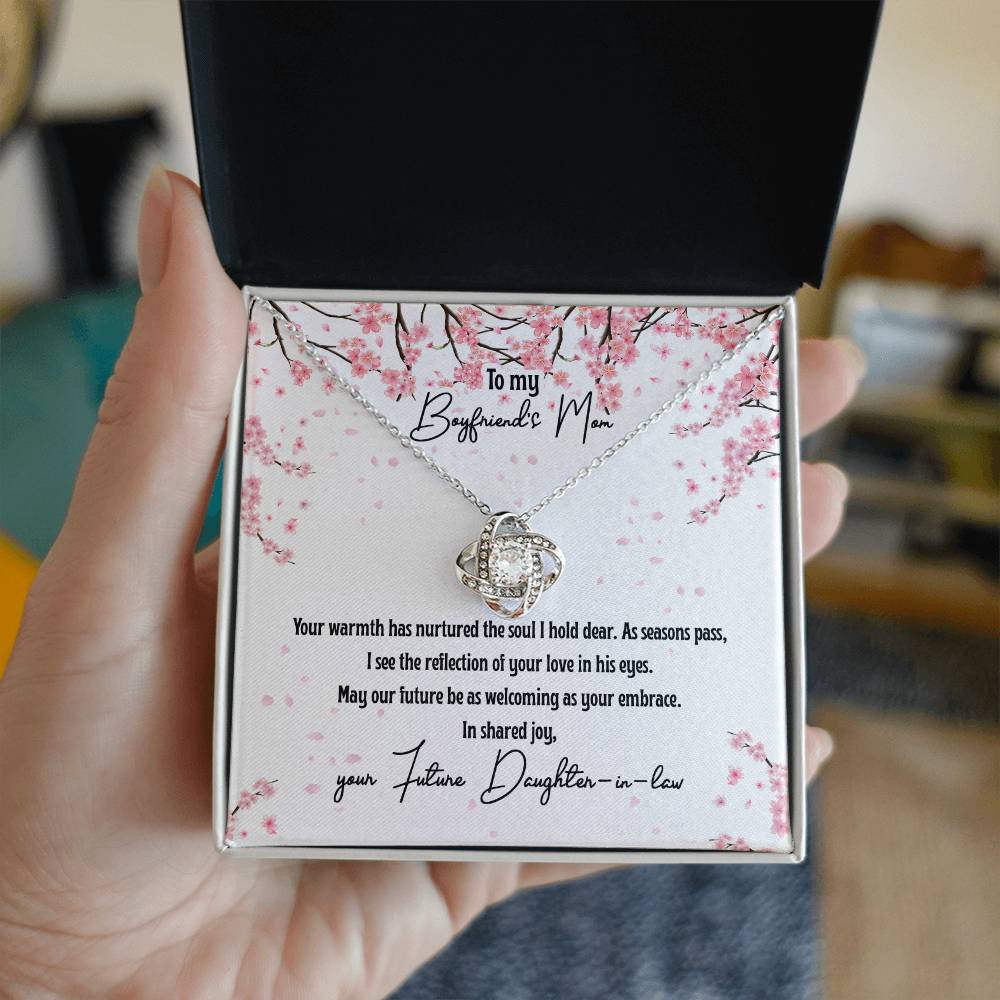 To my
Boyfriend's Mom
Your warmth has nurtured the soul I hold dear. As seasons pass,
I see the reflection of your love in his eyes.
May our future be as welcoming as your embrace.
In shared joy,
your Future Daughter-in-law